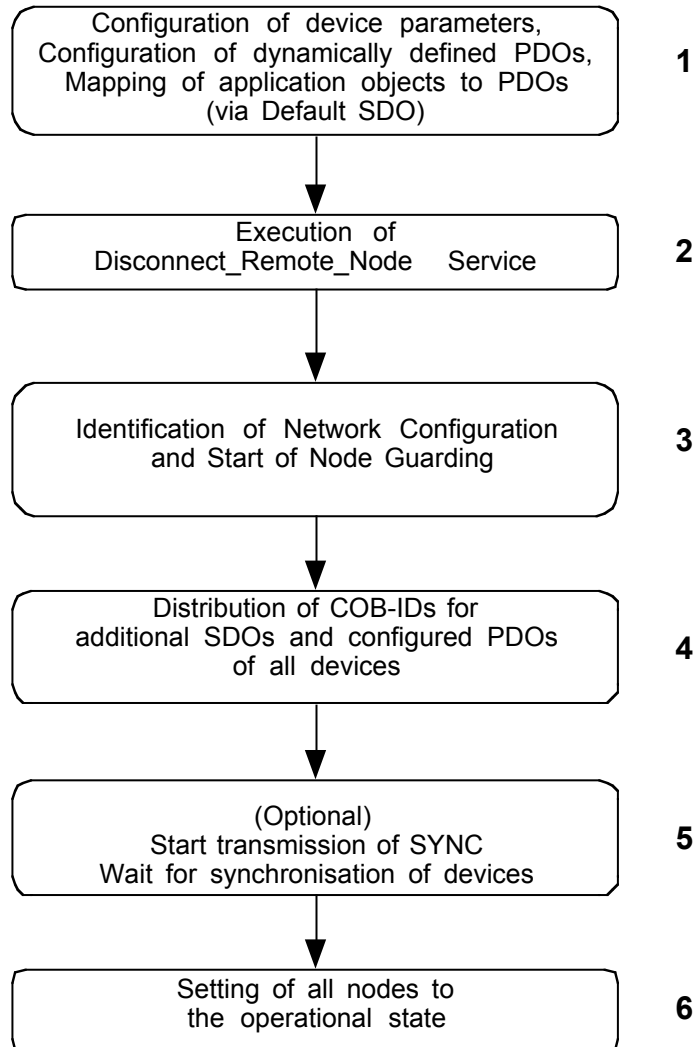 Configuration of device parameters,
Configuration of dynamically defined PDOs,
Mapping of application objects to PDOs
(via Default SDO)
1
Execution of
Disconnect_Remote_Node Service
2
Identification of Network Configuration
and Start of Node Guarding
3
Distribution of COB-IDs for
additional SDOs and configured PDOs
of all devices
4
(Optional)
Start transmission of SYNC
Wait for synchronisation of devices
5
Setting of all nodes to
the operational state
6